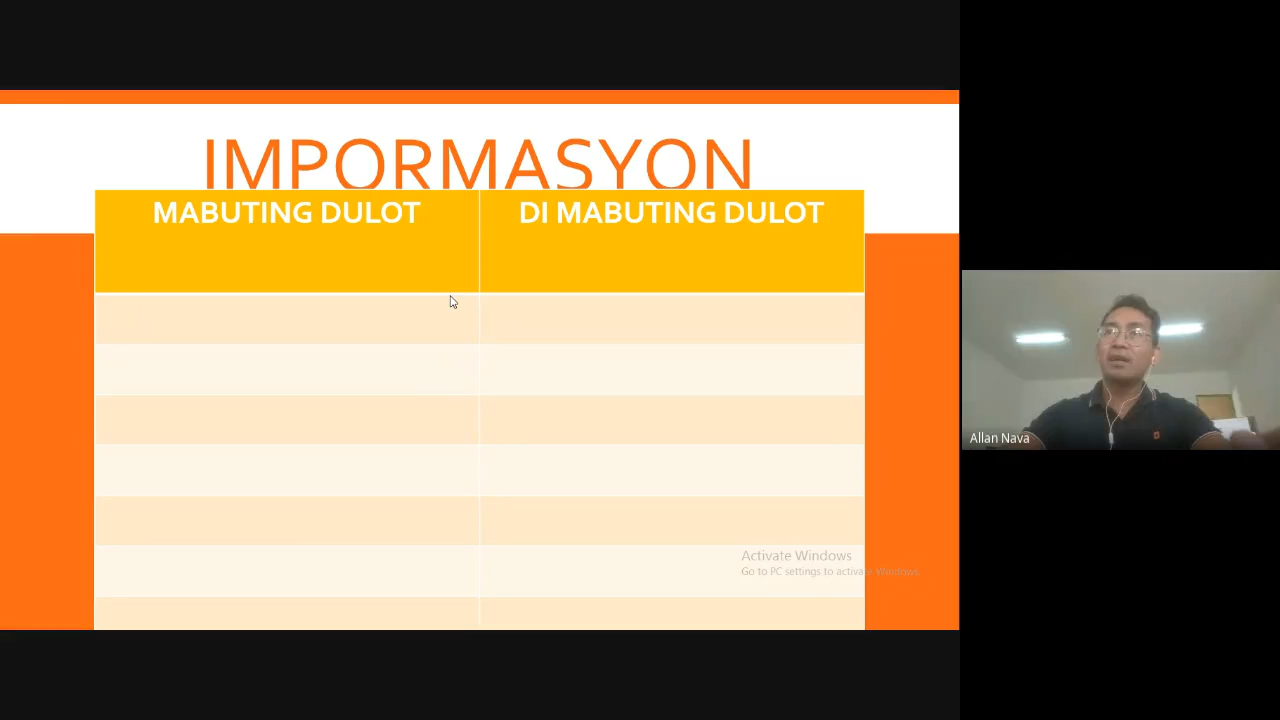 IMPORMASYON
MABUTING DULOT
DI MABUTING DULOT
Activate Windows
Go to PC settings to activate Windows.
Allan Nava